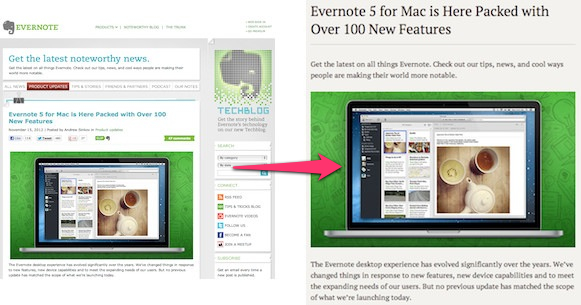 EVERNOTE
PRODUCTS
NOTEWORTHY BLOG
THE TRUNK
Get the latest noteworthy news.
Get the latest on all things Evernote. Check out our tips, news, and cool ways people are
making their world more notable.
ALL NEWS
PRODUCT UPDATES
TIPS & STORIES
FRIENDS & PARTNERS
PODCAST
OUR NOTES
Evernote 5 for Mac is Here Packed with Over 100
New Features
Posted by Andrew Sinkov in Product updates
The Evernote desktop experience has evolved significantly over the years. We've
changed things in response to new features, new device capabilities and to meet the
expanding needs of our users. But no previous update has matched the
scope of what we're launching today.
TECHBLOG
Get the story behind
Evernote's technology
on our new Techblog.
SEARCH
By category
By date
CONNECT
RSS FEED
TIPS & TRICKS BLOG
EVERNOTE VIDEOS
FOLLOW US
BECOME A FAN
JOIN A MEETUP
SUBSCRIBE
Get an email every time a
new post is published.
Evernote 5 for Mac is Here Packed with
Over 100 New Features
Get the latest on all things Evernote. Check out our tips, news, and cool ways
people are making their world more notable.
The Evernote desktop experience has evolved significantly over the years. We've
changed things in response to new features, new device capabilities and to meet
the expanding needs of our users. But no previous update has matched the scope
of what we're launching today.